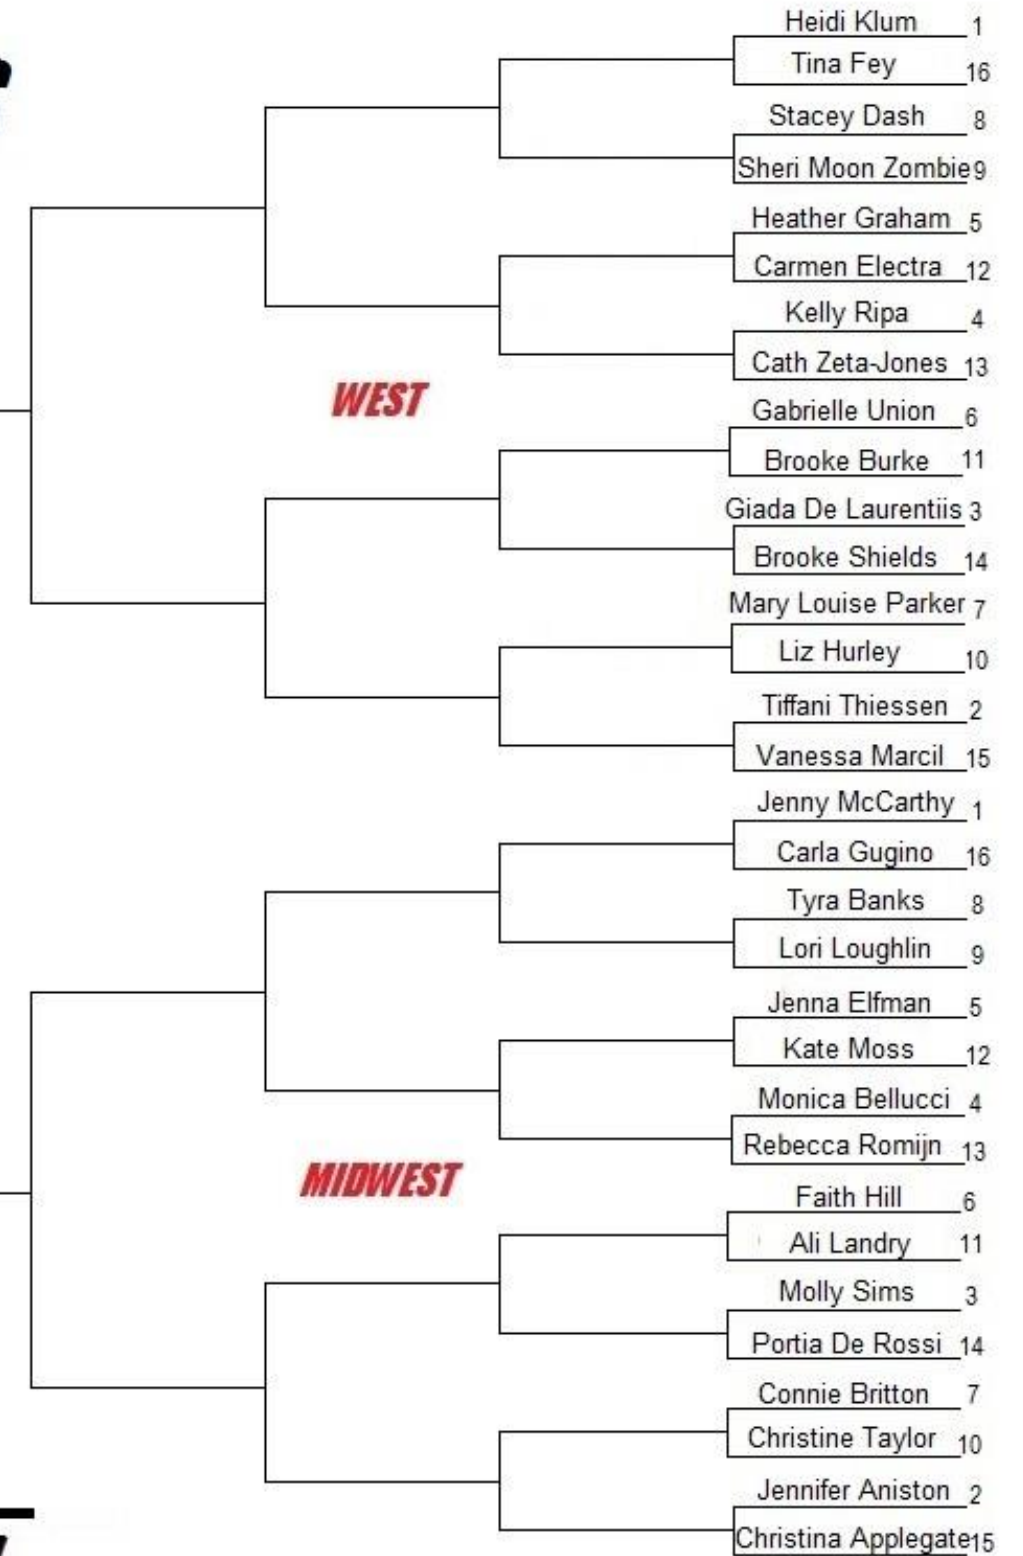 Heidi Klum 1
Tina Fey 16
Stacey Dash 8
Sheri Moon Zombie 9
Heather Graham 5
Carmen Electra 12
Kelly Ripa 4
Cath Zeta-Jones 13
WEST
Gabrielle Union 6
Brooke Burke 11
Giada De Laurentiis 3
Brooke Shields 14
Mary Louise Parker 7
Liz Hurley 10
Tiffani Thiessen 2
Vanessa Marcil 15
Jenny McCarthy 1
Carla Gugino 16
Tyra Banks 8
Lori Loughlin 9
Jenna Elfman 5
Kate Moss 12
Monica Bellucci 4
Rebecca Romijn 13
MIDWEST
Faith Hill 6
Ali Landry 11
Molly Sims 3
Portia De Rossi 14
Connie Britton 7
Christine Taylor 10
Jennifer Aniston 2
Christina Applegate 15